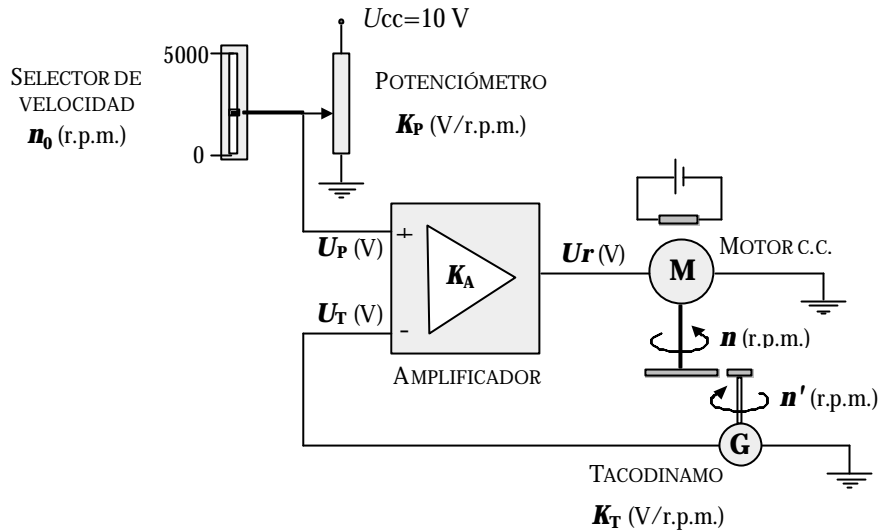 Ucc=10 V
5000
SELECTOR DE
VELOCIDAD
n0 (r.p.m.)
0
POTENCIÓMETRO
KP (V/r.p.m.)
UP (V)
+
KA
UT (V)
-
AMPLIFICADOR
Ur (V)
M
MOTOR C.C.
n (r.p.m.)
n' (r.p.m.)
G
TACODINAMO
KT (V/r.p.m.)